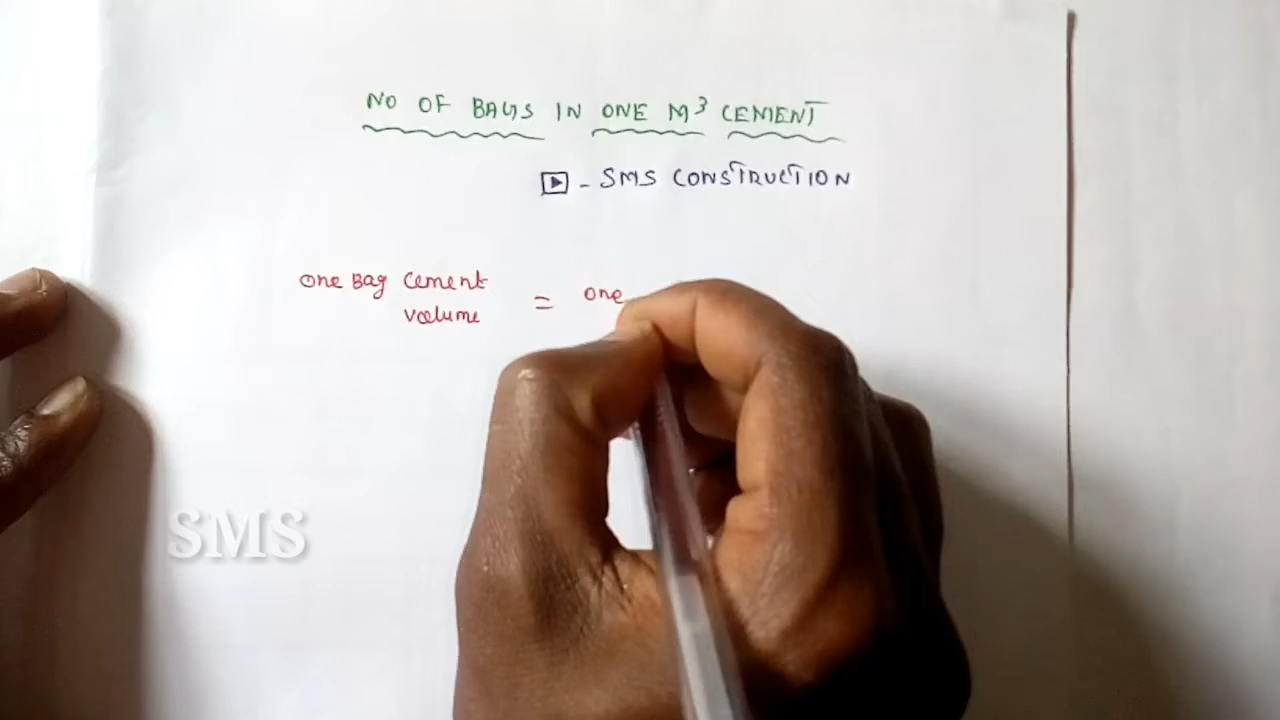 NO OF BAGS IN ONE M³ CEMENT
▶ - SMS CONSTRUCTION
one Bag cement volume = one
SMS